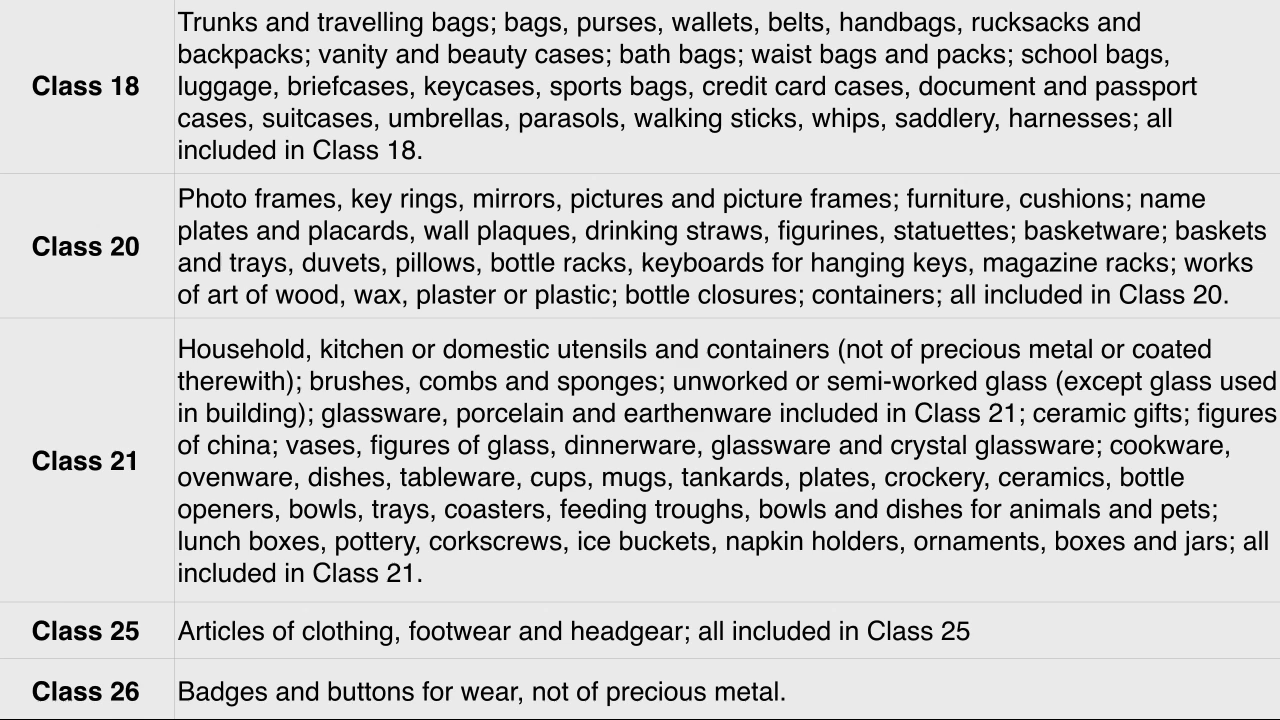 Class 18
Trunks and travelling bags; bags, purses, wallets, belts, handbags, rucksacks and
backpacks; vanity and beauty cases; bath bags; waist bags and packs; school bags,
luggage, briefcases, keycases, sports bags, credit card cases, document and passport
cases, suitcases, umbrellas, parasols, walking sticks, whips, saddlery, harnesses; all
included in Class 18.
Class 20
Photo frames, key rings, mirrors, pictures and picture frames; furniture, cushions; name
plates and placards, wall plaques, drinking straws, figurines, statuettes; basketware; baskets
and trays, duvets, pillows, bottle racks, keyboards for hanging keys, magazine racks; works
of art of wood, wax, plaster or plastic; bottle closures; containers; all included in Class 20.
Class 21
Household, kitchen or domestic utensils and containers (not of precious metal or coated
therewith); brushes, combs and sponges; unworked or semi-worked glass (except glass used
in building); glassware, porcelain and earthenware included in Class 21; ceramic gifts; figures
of china; vases, figures of glass, dinnerware, glassware and crystal glassware; cookware,
ovenware, dishes, tableware, cups, mugs, tankards, plates, crockery, ceramics, bottle
openers, bowls, trays, coasters, feeding troughs, bowls and dishes for animals and pets;
lunch boxes, pottery, corkscrews, ice buckets, napkin holders, ornaments, boxes and jars; all
included in Class 21.
Class 25
Articles of clothing, footwear and headgear; all included in Class 25
Class 26
Badges and buttons for wear, not of precious metal.